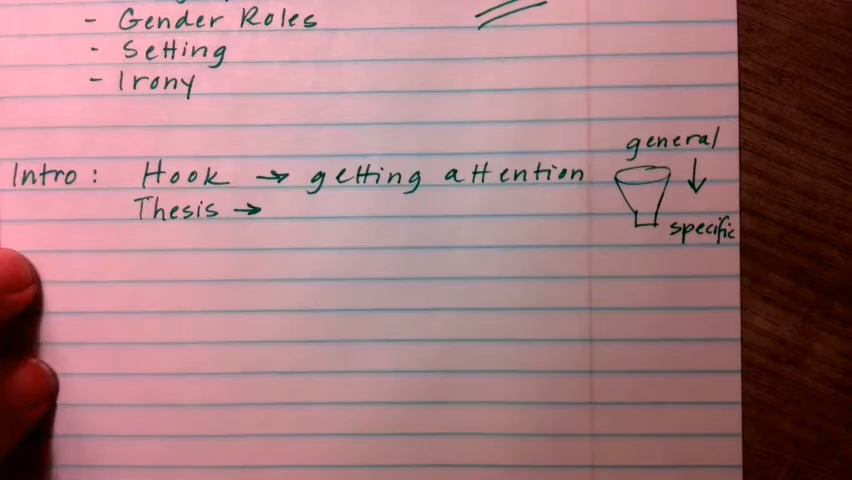 - Gender Roles
- Setting
- Irony
general
Intro: Hook → getting attention
Thesis →
specific